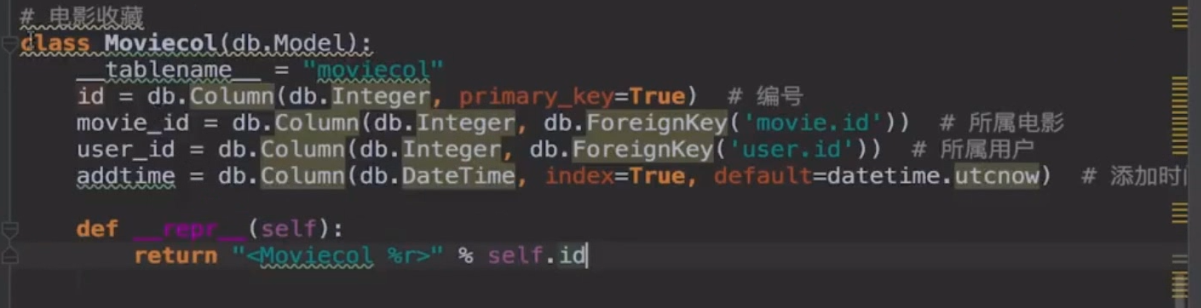 # 电影收藏
class Moviecol(db.Model):
    __tablename__ = "moviecol"
    id = db.Column(db.Integer, primary_key=True)  # 编号
    movie_id = db.Column(db.Integer, db.ForeignKey('movie.id'))  # 所属电影
    user_id = db.Column(db.Integer, db.ForeignKey('user.id'))  # 所属用户
    addtime = db.Column(db.DateTime, index=True, default=datetime.utcnow)  # 添加时
    def __repr__(self):
        return "<Moviecol %r>" % self.id